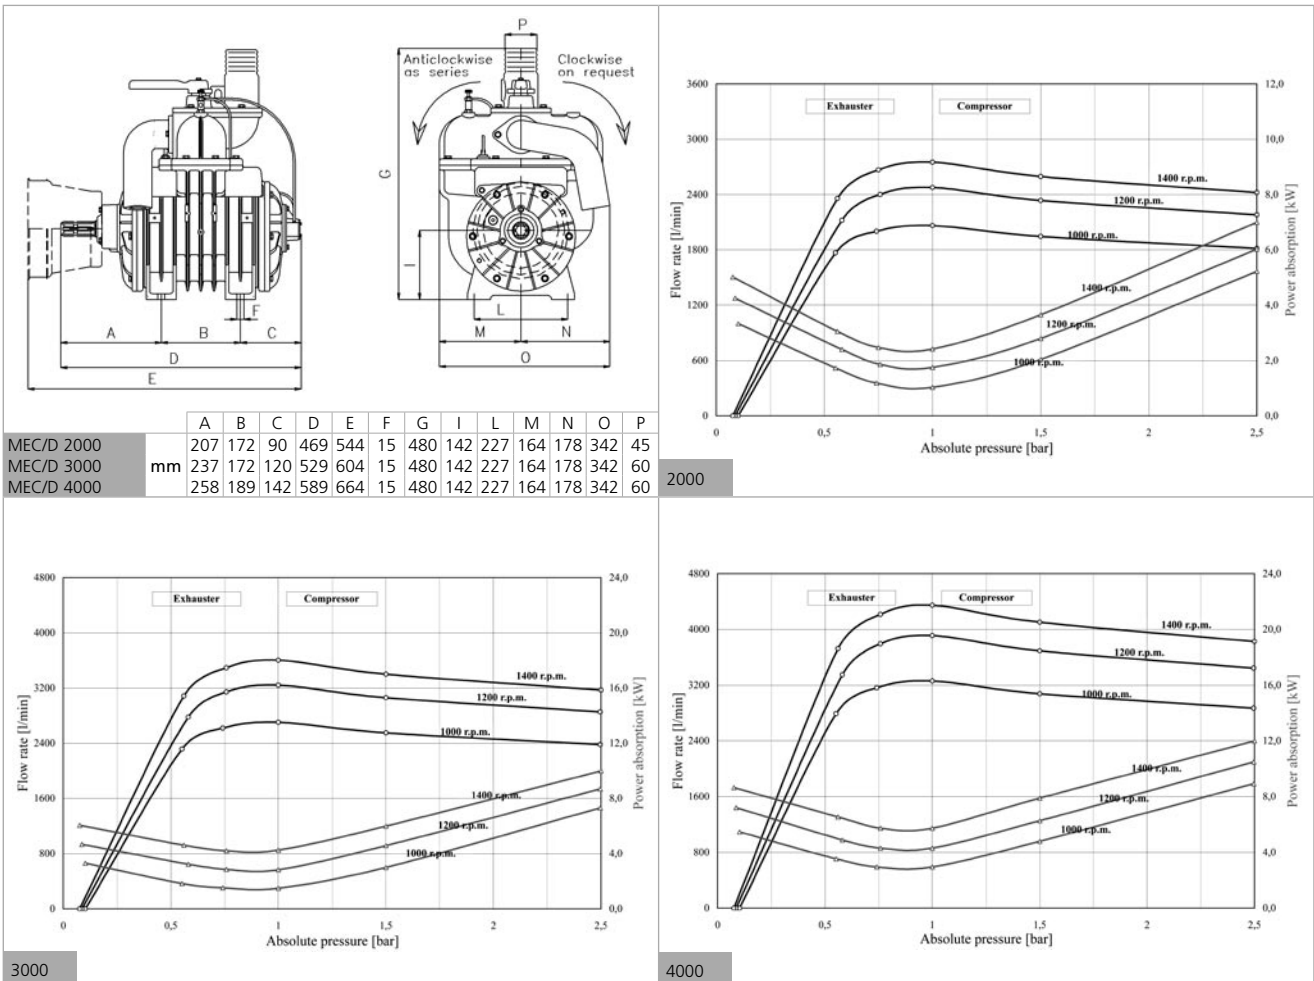 P
Anticlockwise
as series
Clockwise
on request
G
I
F
L
A
B
C
M
N
D
O
E
A B C D E F G I L M N O P
MEC/D 2000 207 172 90 469 544 15 480 142 227 164 178 342 45
MEC/D 3000 mm 237 172 120 529 604 15 480 142 227 164 178 342 60
MEC/D 4000 258 189 142 589 664 15 480 142 227 164 178 342 60
3600
3000
2400
1800
1200
600
0
Flow rate [l/min]
12,0
10,0
8,0
6,0
4,0
2,0
0,0
Power absorption [kW]
Exhauster
Compressor
1400 r.p.m.
1200 r.p.m.
1000 r.p.m.
1400 r.p.m.
1200 r.p.m.
1000 r.p.m.
0 0,5 1 1,5 2 2,5
Absolute pressure [bar]
2000
4800
4000
3200
2400
1600
800
0
Flow rate [l/min]
24,0
20,0
16,0
12,0
8,0
4,0
0,0
Power absorption [kW]
Exhauster
Compressor
1400 r.p.m.
1200 r.p.m.
1000 r.p.m.
1400 r.p.m.
1200 r.p.m.
1000 r.p.m.
0 0,5 1 1,5 2 2,5
Absolute pressure [bar]
3000
4800
4000
3200
2400
1600
800
0
Flow rate [l/min]
24,0
20,0
16,0
12,0
8,0
4,0
0,0
Power absorption [kW]
Exhauster
Compressor
1400 r.p.m.
1200 r.p.m.
1000 r.p.m.
1400 r.p.m.
1200 r.p.m.
1000 r.p.m.
0 0,5 1 1,5 2 2,5
Absolute pressure [bar]
4000